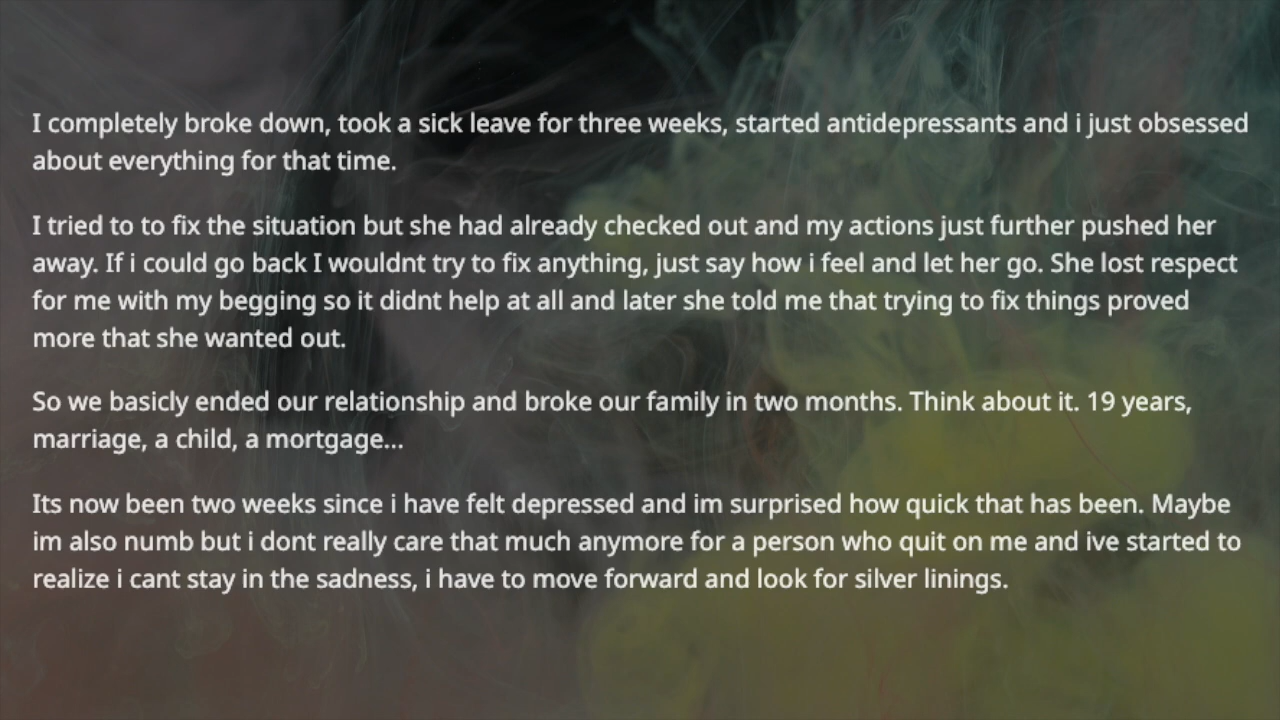 I completely broke down, took a sick leave for three weeks, started antidepressants and i just obsessed
about everything for that time.
I tried to to fix the situation but she had already checked out and my actions just further pushed her
away. If i could go back I wouldnt try to fix anything, just say how i feel and let her go. She lost respect
for me with my begging so it didnt help at all and later she told me that trying to fix things proved
more that she wanted out.
So we basicly ended our relationship and broke our family in two months. Think about it. 19 years,
marriage, a child, a mortgage...
Its now been two weeks since i have felt depressed and im surprised how quick that has been. Maybe
im also numb but i dont really care that much anymore for a person who quit on me and ive started to
realize i cant stay in the sadness, i have to move forward and look for silver linings.